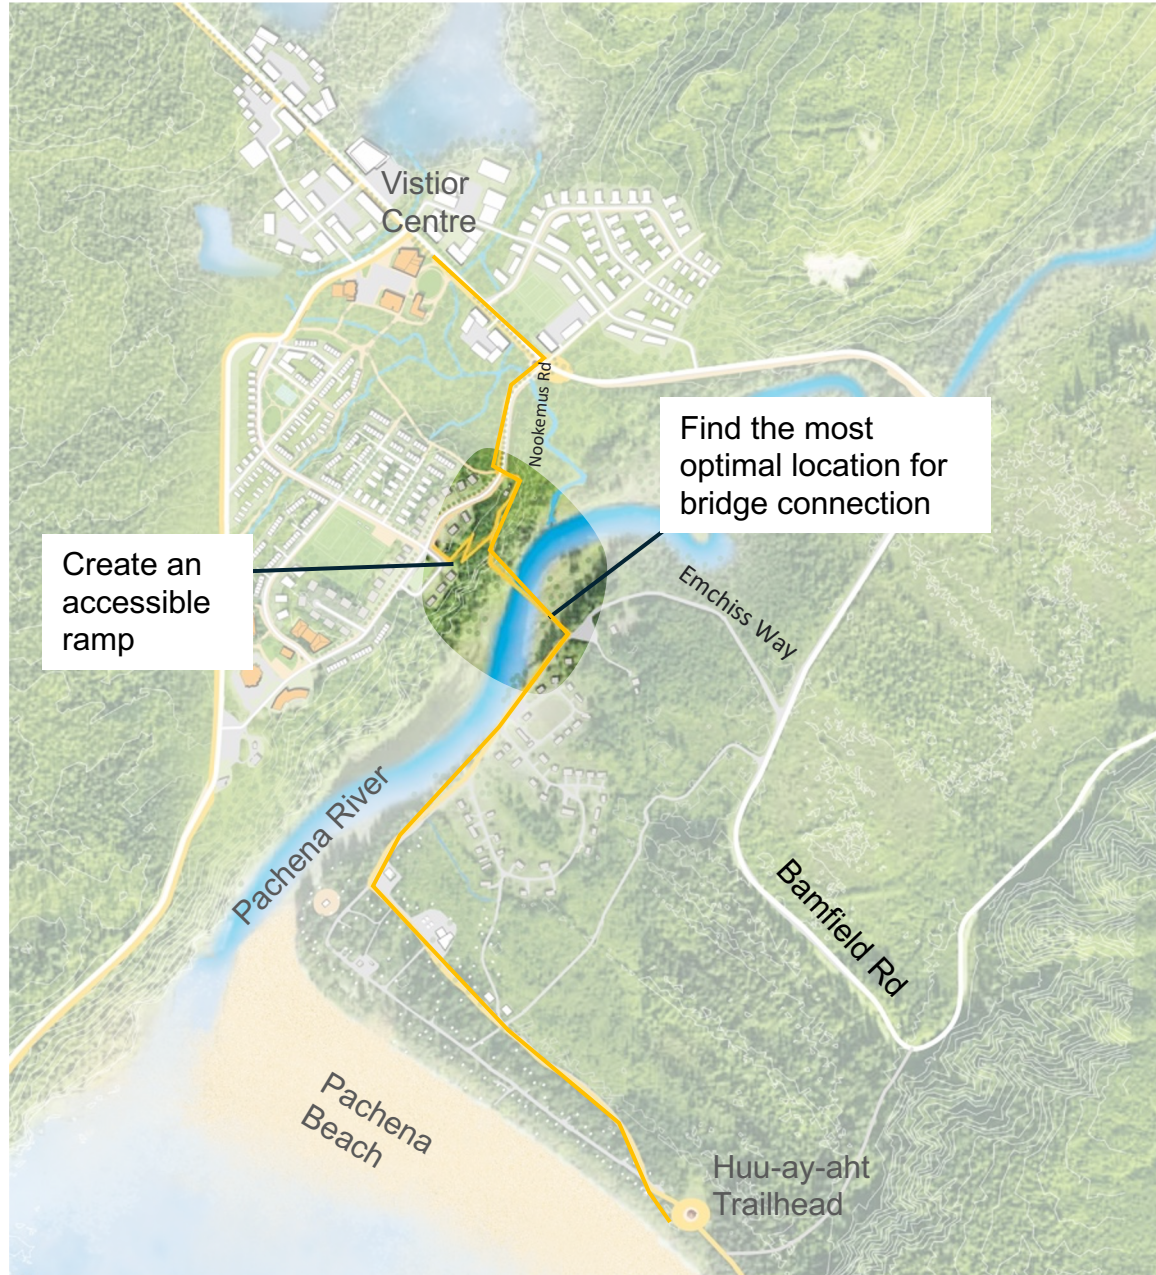 Vistior
Centre
Nookemus Rd
Find the most
optimal location for
bridge connection
Create an
accessible
ramp
Emchiss Way
Pachena River
Bamfield Rd
Pachena
Beach
Huu-ay-aht
Trailhead